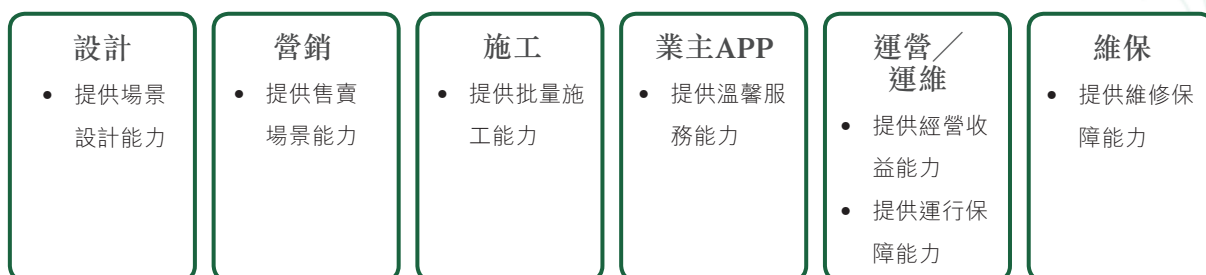 設計
• 提供場景
設計能力
營銷
• 提供售賣
場景能力
施工
• 提供批量施
工能力
業主APP
• 提供溫馨服
務能力
運營／
運維
• 提供經營收
益能力
• 提供運行保
障能力
維保
• 提供維修保
障能力